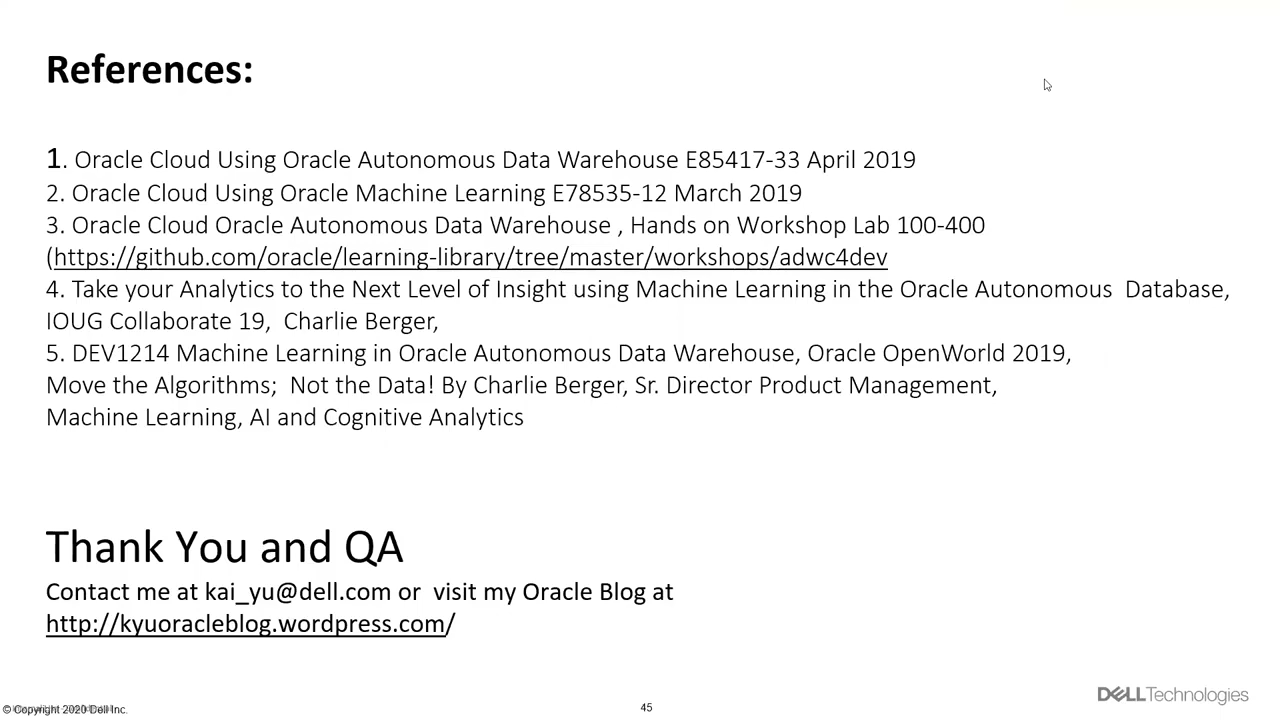 References:
1. Oracle Cloud Using Oracle Autonomous Data Warehouse E85417-33 April 2019
2. Oracle Cloud Using Oracle Machine Learning E78535-12 March 2019
3. Oracle Cloud Oracle Autonomous Data Warehouse , Hands on Workshop Lab 100-400
(https://github.com/oracle/learning-library/tree/master/workshops/adwc4dev
4. Take your Analytics to the Next Level of Insight using Machine Learning in the Oracle Autonomous  Database,
IOUG Collaborate 19,  Charlie Berger,
5. DEV1214 Machine Learning in Oracle Autonomous Data Warehouse, Oracle OpenWorld 2019,
Move the Algorithms;  Not the Data! By Charlie Berger, Sr. Director Product Management,
Machine Learning, AI and Cognitive Analytics
Thank You and QA
Contact me at kai_yu@dell.com or  visit my Oracle Blog at
http://kyuoracleblog.wordpress.com/
© Copyright 2020 Dell Inc.
45
DELLTechnologies